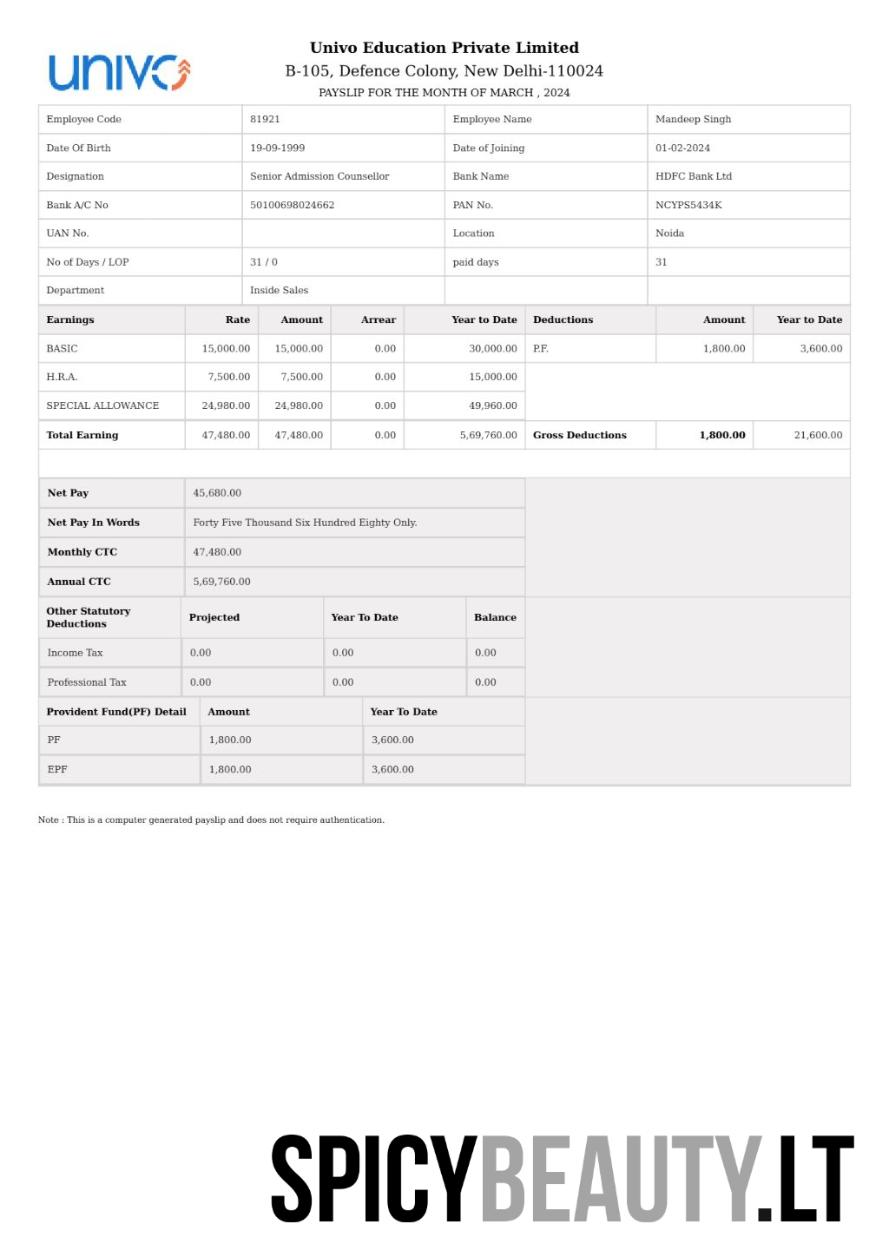 UNIVO
Univo Education Private Limited
B-105, Defence Colony, New Delhi-110024
PAYSLIP FOR THE MONTH OF MARCH , 2024
Employee Code 81921 Employee Name Mandeep Singh
Date Of Birth 19-09-1999 Date of Joining 01-02-2024
Designation Senior Admission Counsellor Bank Name HDFC Bank Ltd
Bank A/C No 50100698024662 PAN No. NCYPS5434K
UAN No. Location Noida
No of Days / LOP 31 / 0 paid days 31
Department Inside Sales
Earnings Rate Amount Arrear Year to Date Deductions Amount Year to Date
BASIC 15,000.00 15,000.00 0.00 30,000.00 P.F. 1,800.00 3,600.00
H.R.A. 7,500.00 7,500.00 0.00 15,000.00
SPECIAL ALLOWANCE 24,980.00 24,980.00 0.00 49,960.00
Total Earning 47,480.00 47,480.00 0.00 5,69,760.00 Gross Deductions 1,800.00 21,600.00
Net Pay 45,680.00
Net Pay In Words Forty Five Thousand Six Hundred Eighty Only.
Monthly CTC 47,480.00
Annual CTC 5,69,760.00
Other Statutory Deductions Projected Year To Date Balance
Income Tax 0.00 0.00 0.00
Professional Tax 0.00 0.00 0.00
Provident Fund(PF) Detail Amount Year To Date
PF 1,800.00 3,600.00
EPF 1,800.00 3,600.00
Note : This is a computer generated payslip and does not require authentication.
SPICYBEAUTY.LT